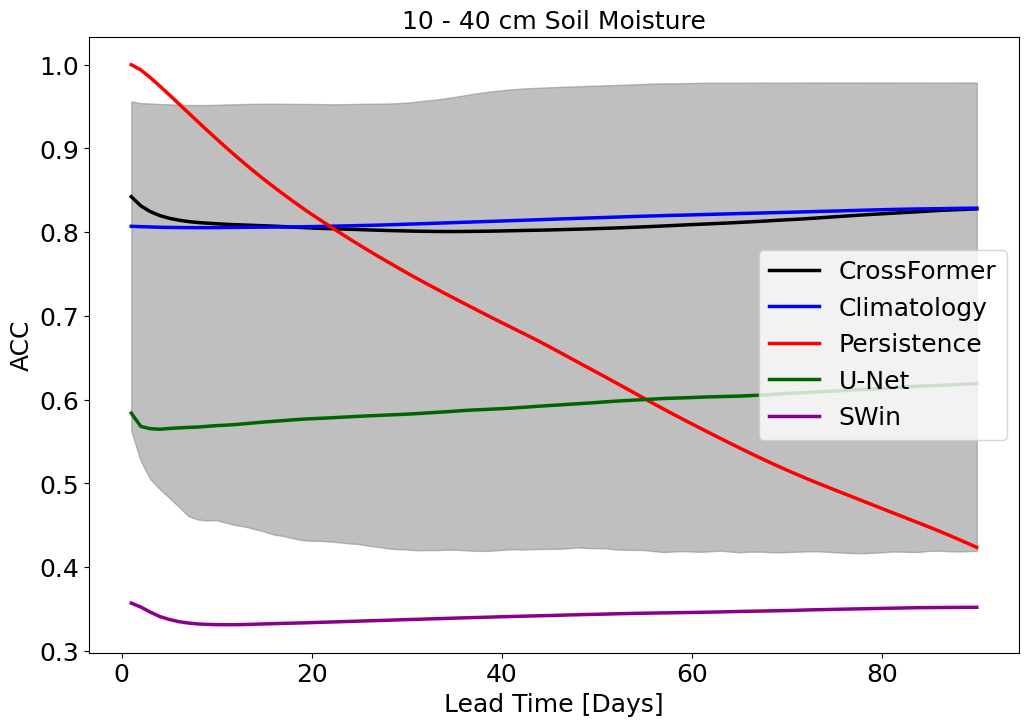 10 - 40 cm Soil Moisture
1.0
0.9
0.8
0.7
0.6
0.5
0.4
0.3
ACC
CrossFormer
Climatology
Persistence
U-Net
SWin
0 20 40 60 80
Lead Time [Days]